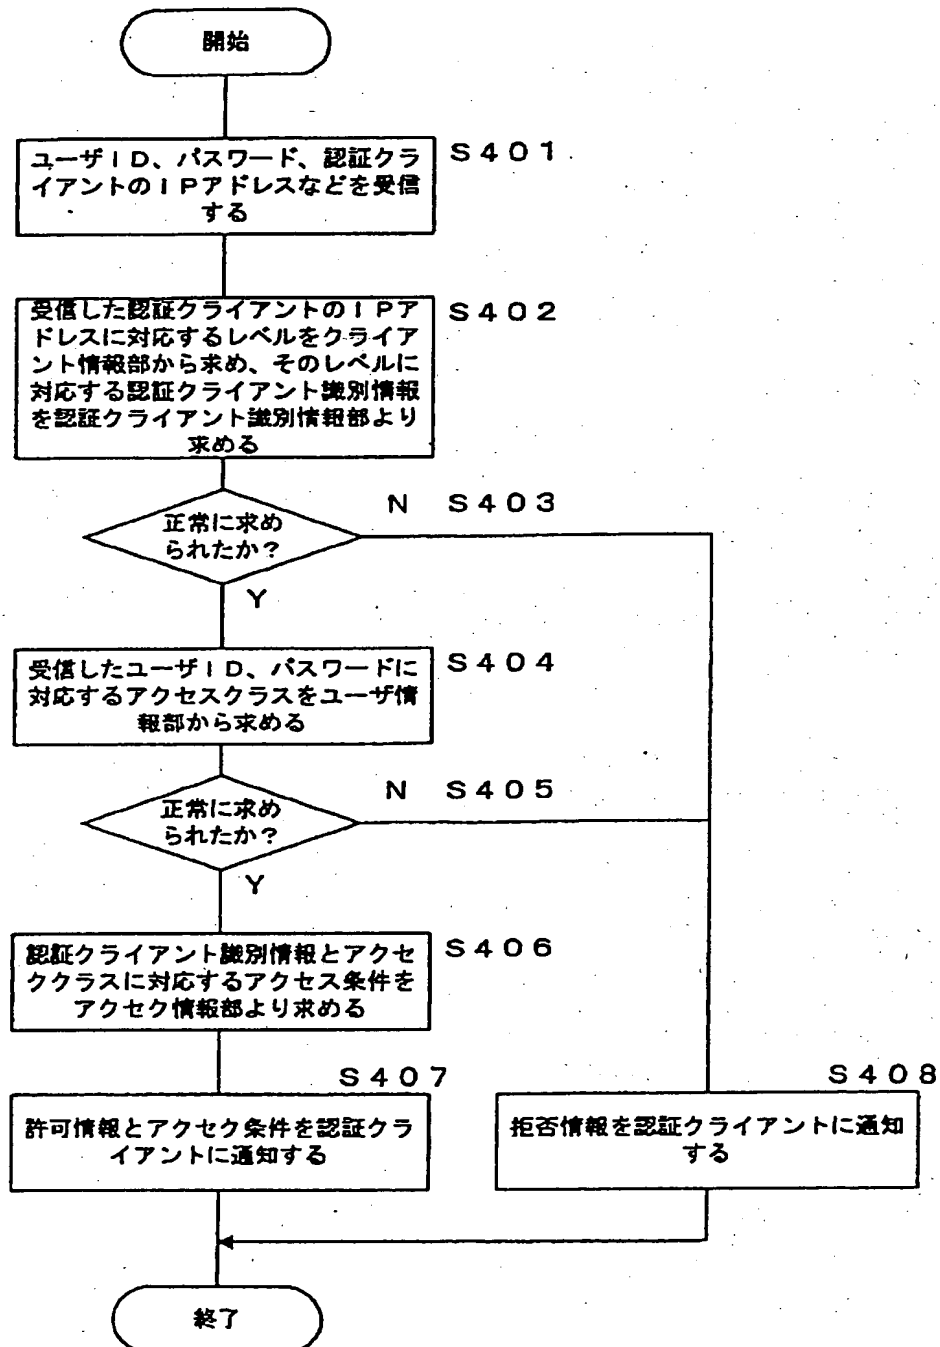 開始
S401
ユーザID、パスワード、認証クラ
イアントのIPアドレスなどを受信
する
S402
受信した認証クライアントのIPア
ドレスに対応するレベルをクライア
ント情報部から求め、そのレベルに
対応する認証クライアント識別情報
を認証クライアント識別情報部より
求める
N S403
正常に求め
られたか?
Y
S404
受信したユーザID、パスワードに
対応するアクセスクラスをユーザ情
報部から求める
N S405
正常に求め
られたか?
Y
S406
認証クライアント識別情報とアクセ
ククラスに対応するアクセス条件を
アクセク情報部より求める
S407
許可情報とアクセク条件を認証クラ
イアントに通知する
S408
拒否情報を認証クライアントに通知
する
終了